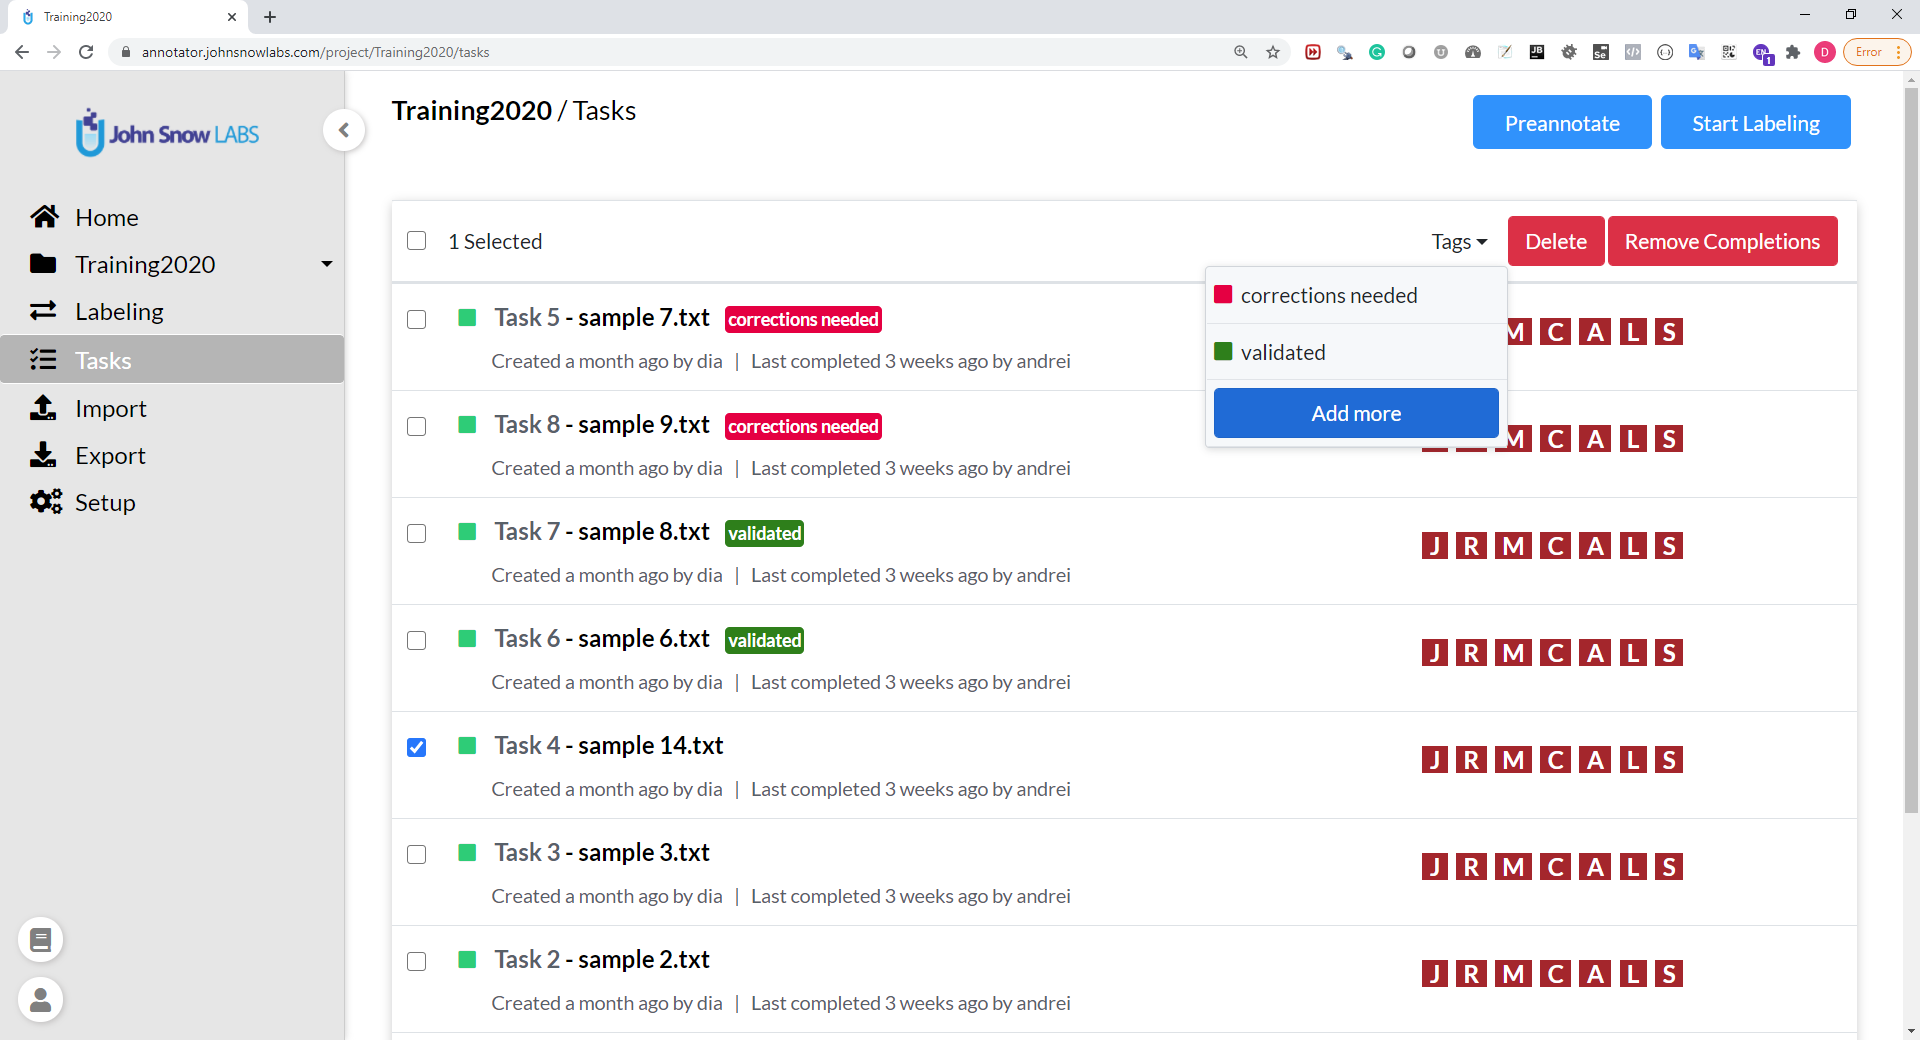 Training2020
annotator.johnsnowlabs.com/project/Training2020/tasks
Error
John Snow LABS
Home
Training2020
Labeling
Tasks
Import
Export
Setup
Training2020 / Tasks
Preannotate
Start Labeling
1 Selected
Tags
Delete
Remove Completions
corrections needed
validated
Add more
Task 5 - sample 7.txt corrections needed
M C A L S
Created a month ago by dia | Last completed 3 weeks ago by andrei
Task 8 - sample 9.txt corrections needed
M C A L S
Created a month ago by dia | Last completed 3 weeks ago by andrei
Task 7 - sample 8.txt validated
J R M C A L S
Created a month ago by dia | Last completed 3 weeks ago by andrei
Task 6 - sample 6.txt validated
J R M C A L S
Created a month ago by dia | Last completed 3 weeks ago by andrei
Task 4 - sample 14.txt
J R M C A L S
Created a month ago by dia | Last completed 3 weeks ago by andrei
Task 3 - sample 3.txt
J R M C A L S
Created a month ago by dia | Last completed 3 weeks ago by andrei
Task 2 - sample 2.txt
J R M C A L S
Created a month ago by dia | Last completed 3 weeks ago by andrei